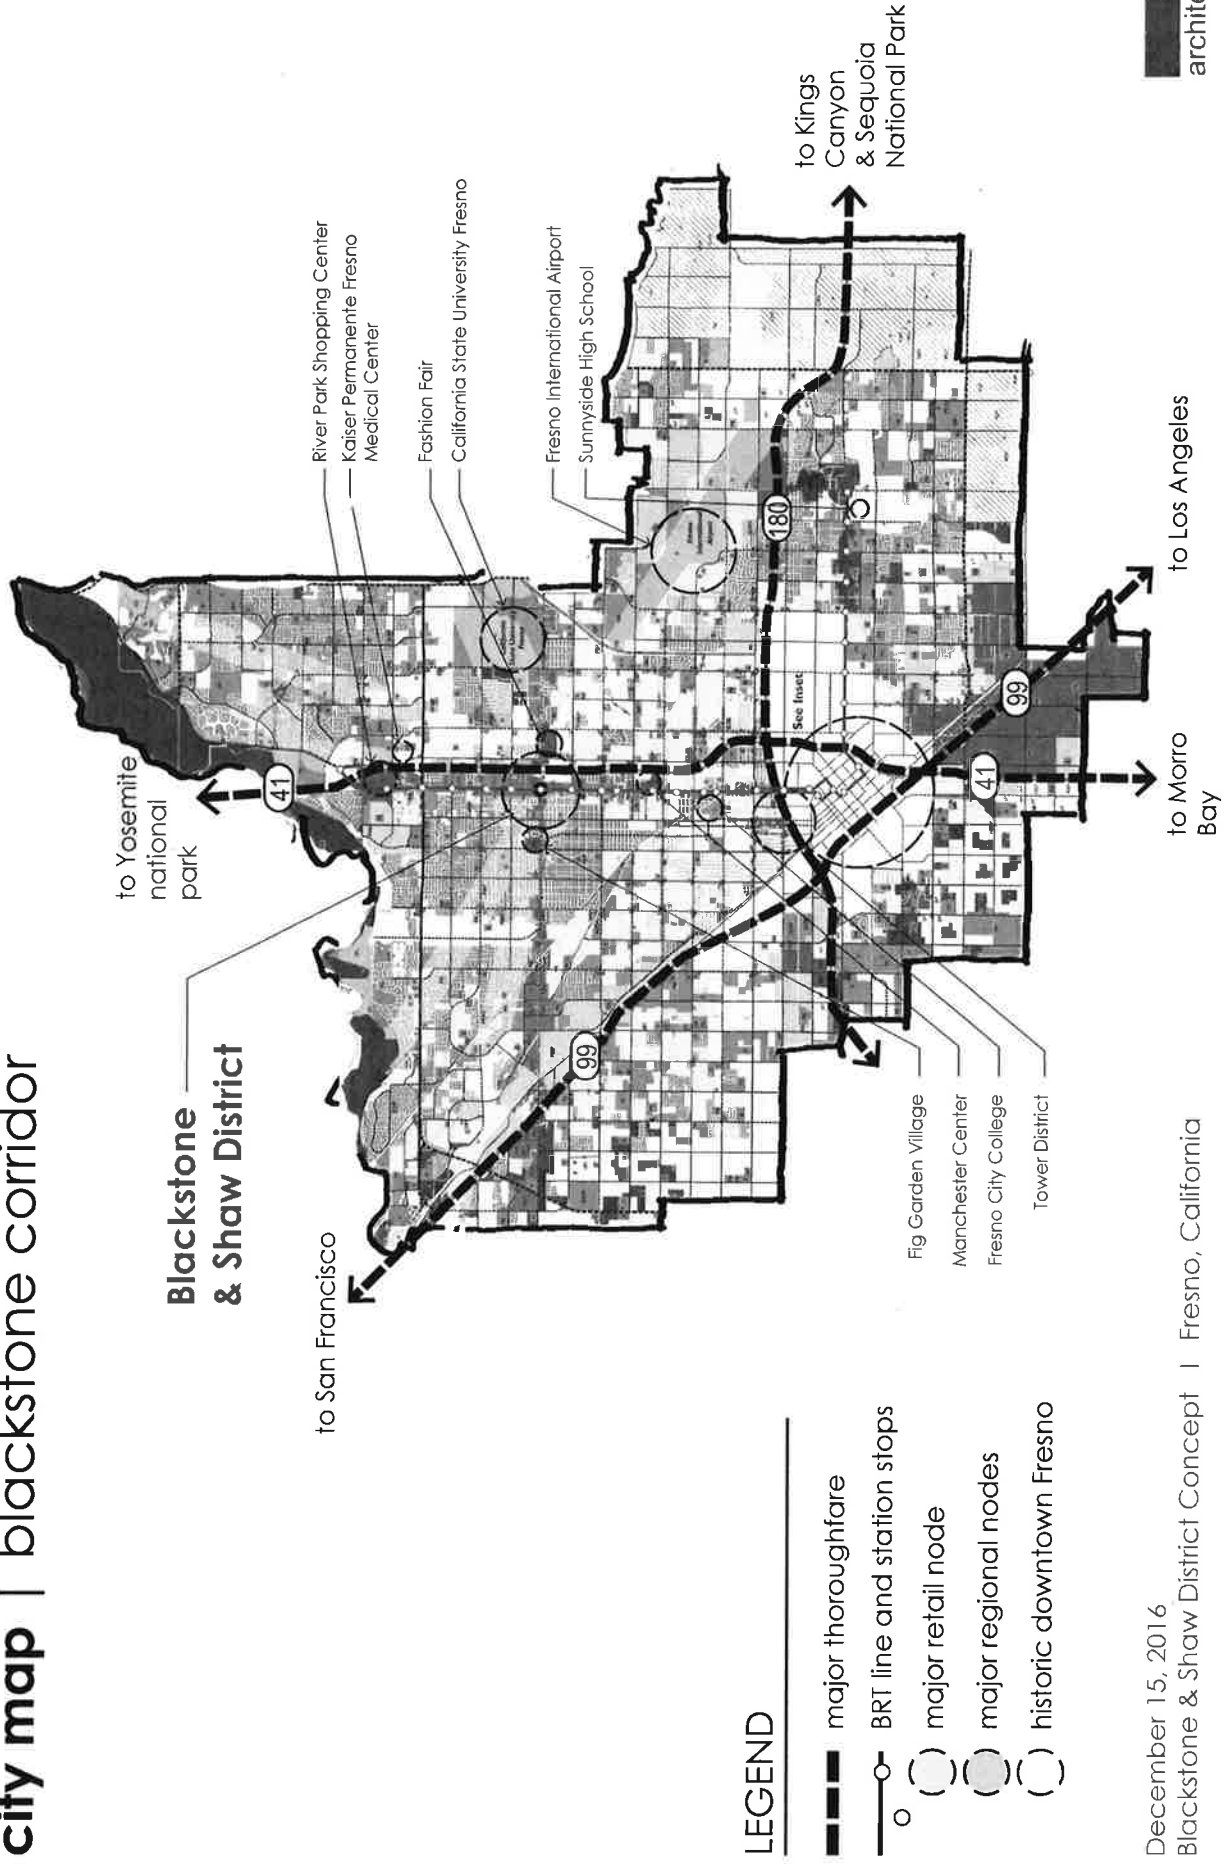 city map | blackstone corridor
Blackstone
& Shaw District
to Yosemite
national
park
to San Francisco
River Park Shopping Center
Kaiser Permanente Fresno
Medical Center
Fashion Fair
California State University Fresno
Fresno International Airport
Sunnyside High School
to Kings
Canyon
& Sequoia
National Park
41
99
180
See Inset
99
41
to Los Angeles
to Morro
Bay
Fig Garden Village
Manchester Center
Fresno City College
Tower District
LEGEND
major thoroughfare
BRT line and station stops
major retail node
major regional nodes
historic downtown Fresno
December 15, 2016
Blackstone & Shaw District Concept | Fresno, California